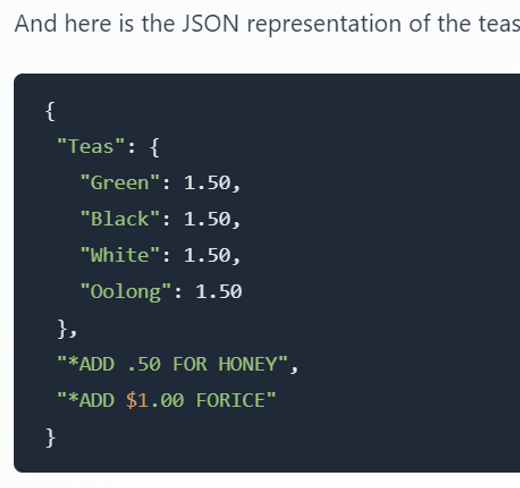 And here is the JSON representation of the teas
{
"Teas": {
"Green": 1.50,
"Black": 1.50,
"White": 1.50,
"Oolong": 1.50
},
"*ADD .50 FOR HONEY",
"*ADD $1.00 FORICE"
}